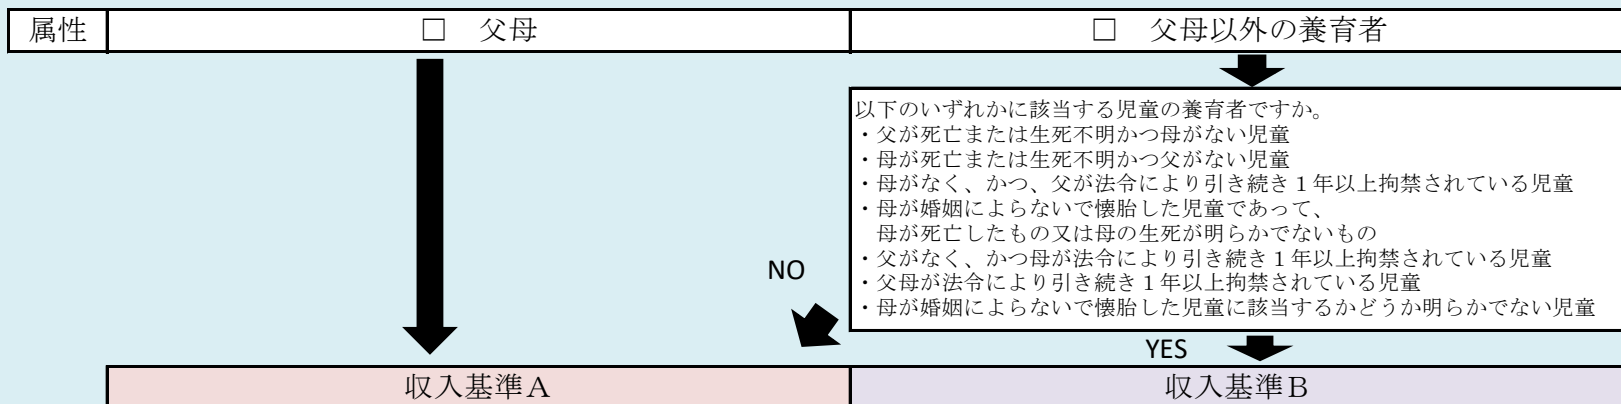 属性
□ 父母
□ 父母以外の養育者
以下のいずれかに該当する児童の養育者ですか。
・父が死亡または生死不明かつ母がない児童
・母が死亡または生死不明かつ父がない児童
・母がなく、かつ、父が法令により引き続き１年以上拘禁されている児童
・母が婚姻によらないで懐胎した児童であって、
母が死亡したもの又は母の生死が明らかでないもの
・父がなく、かつ母が法令により引き続き１年以上拘禁されている児童
・父母が法令により引き続き１年以上拘禁されている児童
・母が婚姻によらないで懐胎した児童に該当するかどうか明らかでない児童
NO
YES
収入基準Ａ
収入基準Ｂ